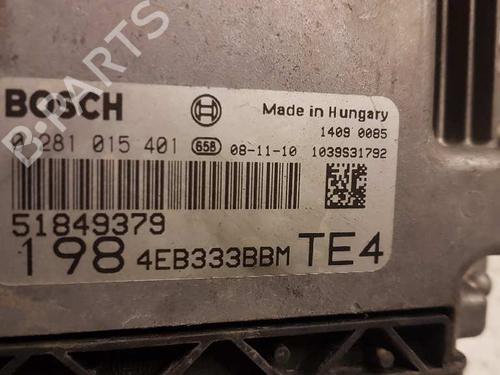 B-PARTS
BOSCH
Made in Hungary
1409 0085
0 281 015 401 658 08-11-10 1039S31792
51849379
198 4EB333BBM TE4